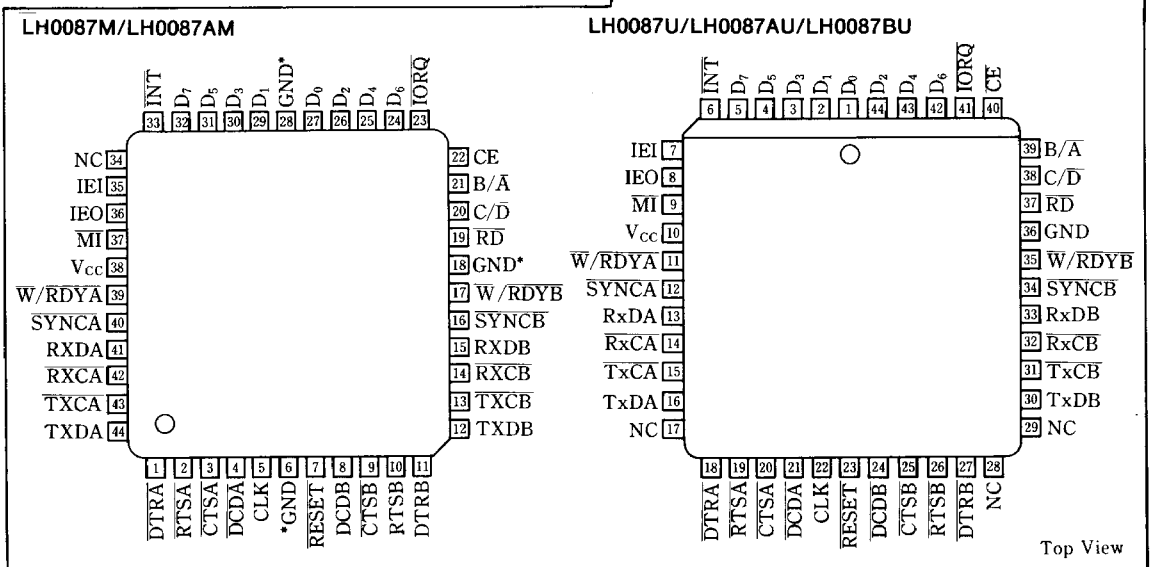 LH0087M/LH0087AM
INT D7 D5 D3 D1 GND* D0 D2 D4 D6 IORQ
33 32 31 30 29 28 27 26 25 24 23
NC 34
IEI 35
IEO 36
MI 37
Vcc 38
W/RDYA 39
SYNCA 40
RXDA 41
RXCA 42
TXCA 43
TXDA 44
22 CE
21 B/A
20 C/D
19 RD
18 GND*
17 W/RDYB
16 SYNCB
15 RXDB
14 RXCB
13 TXCB
12 TXDB
1 2 3 4 5 6 7 8 9 10 11
DTRA RTSA CTSA DCDA CLK *GND RESET DCDB CTSB RTSB DTRB
LH0087U/LH0087AU/LH0087BU
INT D7 D5 D3 D1 D0 D2 D4 D6 IORQ CE
6 5 4 3 2 1 44 43 42 41 40
IEI 7
IEO 8
MI 9
Vcc 10
W/RDYA 11
SYNCA 12
RxDA 13
RxCA 14
TxCA 15
TxDA 16
NC 17
39 B/A
38 C/D
37 RD
36 GND
35 W/RDYB
34 SYNCB
33 RxDB
32 RxCB
31 TxCB
30 TxDB
29 NC
18 19 20 21 22 23 24 25 26 27 28
DTRA RTSA CTSA DCDA CLK RESET DCDB CTSB RTSB DTRB NC
Top View